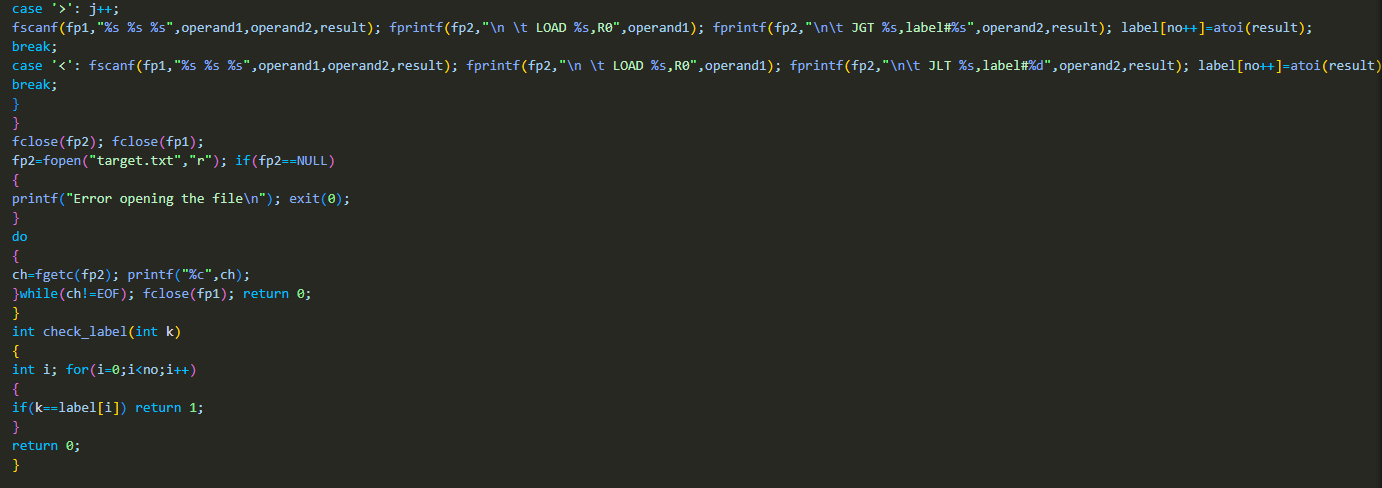 case '>': j++;
fscanf(fp1,"%s %s %s",operand1,operand2,result); fprintf(fp2,"\n \t LOAD %s,R0",operand1); fprintf(fp2,"\n\t JGT %s,label#%s",operand2,result); label[no++]=atoi(result);
break;
case '<': fscanf(fp1,"%s %s %s",operand1,operand2,result); fprintf(fp2,"\n \t LOAD %s,R0",operand1); fprintf(fp2,"\n\t JLT %s,label#%d",operand2,result); label[no++]=atoi(result)
break;
}
}
fclose(fp2); fclose(fp1);
fp2=fopen("target.txt","r"); if(fp2==NULL)
{
printf("Error opening the file\n"); exit(0);
}
do
{
ch=fgetc(fp2); printf("%c",ch);
}while(ch!=EOF); fclose(fp1); return 0;
}
int check_label(int k)
{
int i; for(i=0;i<no;i++)
{
if(k==label[i]) return 1;
}
return 0;
}